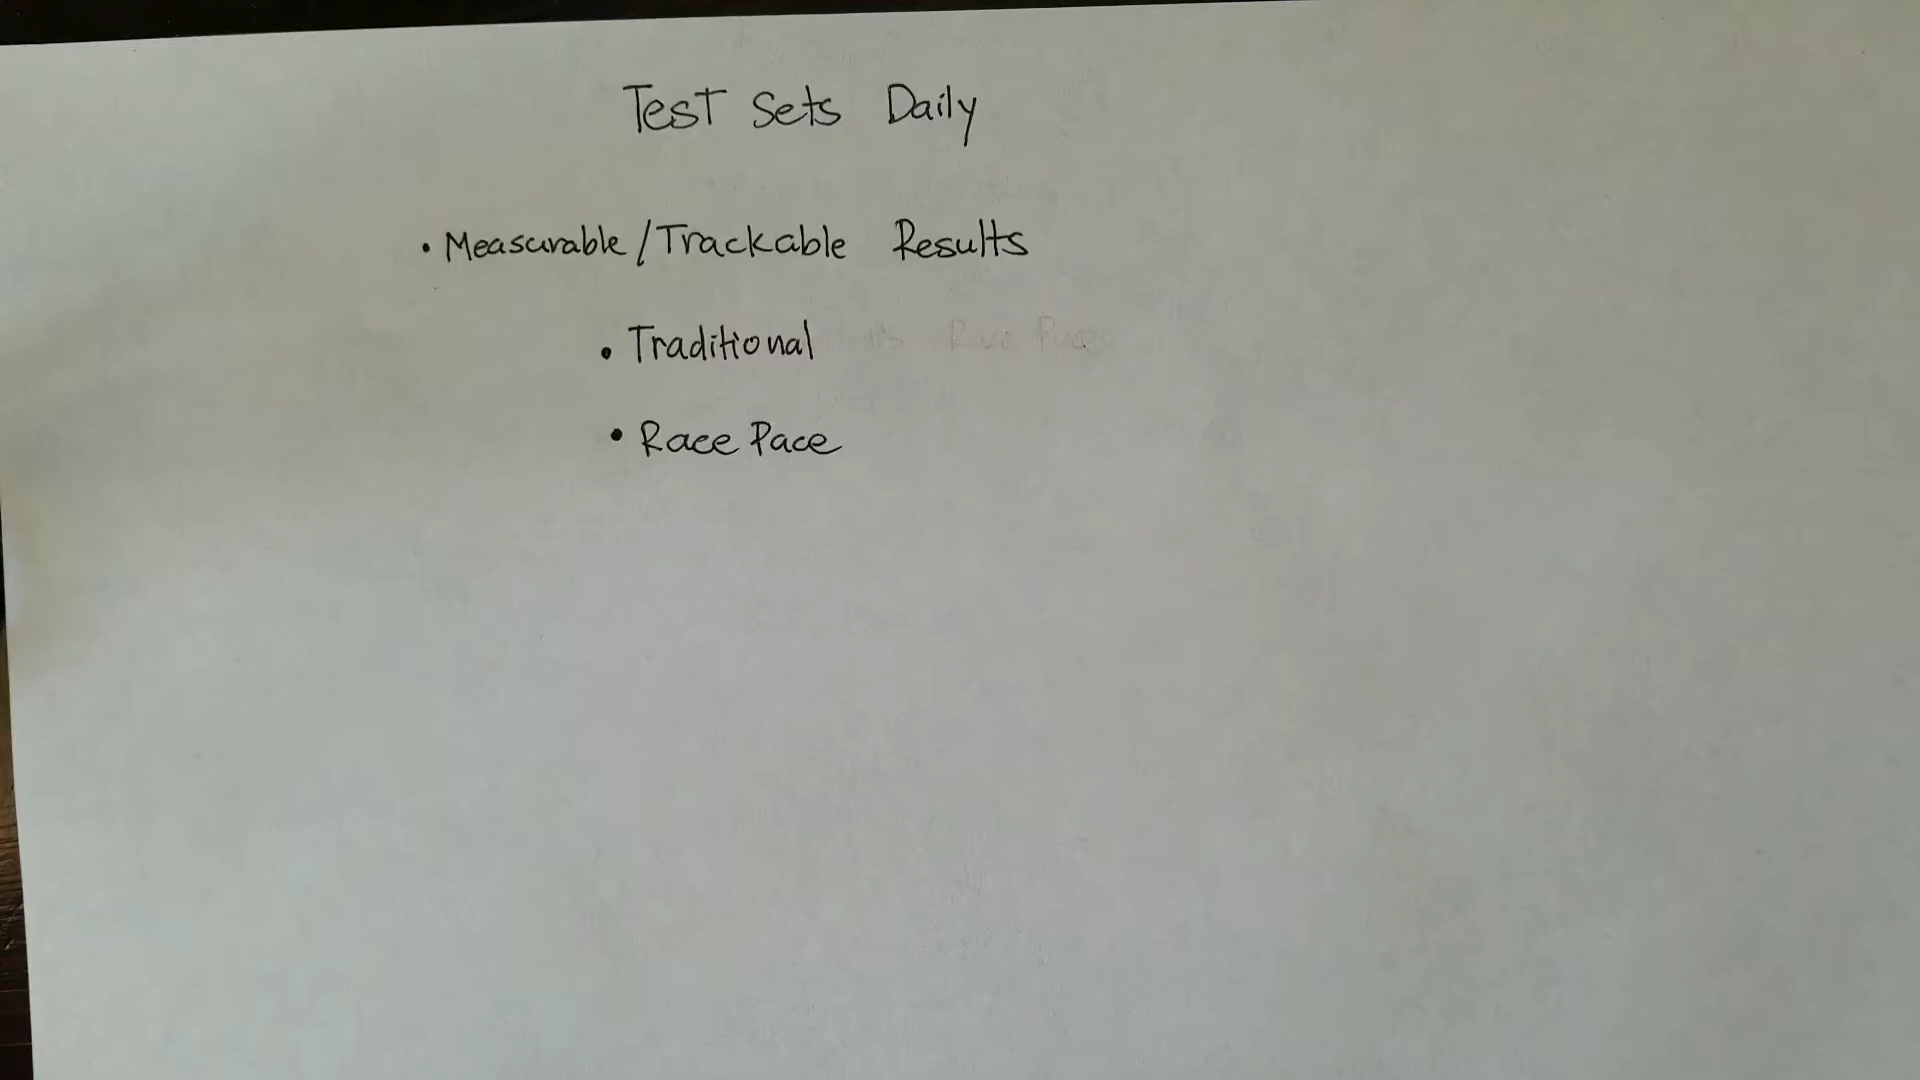 Test Sets Daily
• Measurable/Trackable Results
• Traditional
• Race Pace